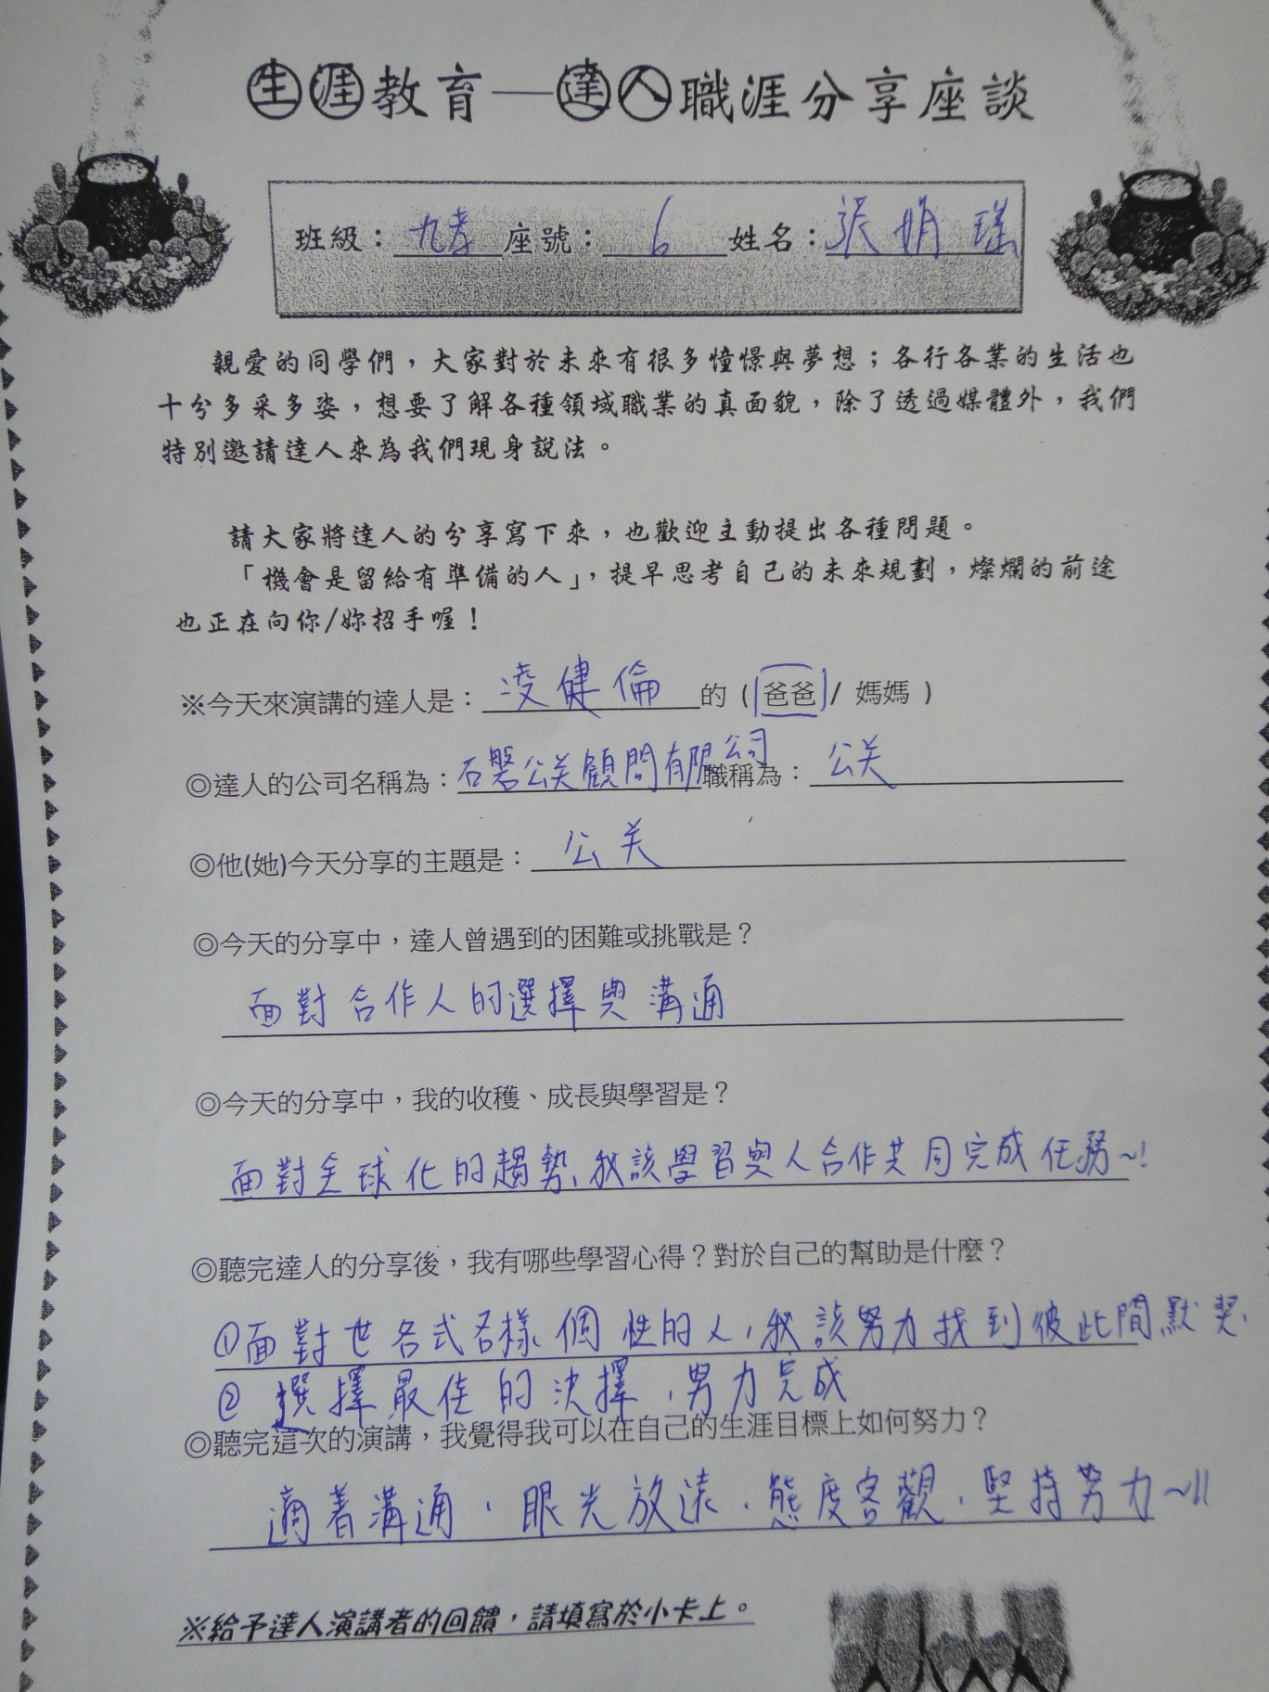 生涯教育—達人職涯分享座談
班級：九孝座號：6姓名：張娟瑤
親愛的同學們，大家對於未來有很多憧憬與夢想；各行各業的生活也
十分多采多姿，想要了解各種領域職業的真面貌，除了透過媒體外，我們
特別邀請達人來為我們現身說法。
請大家將達人的分享寫下來，也歡迎主動提出各種問題。
「機會是留給有準備的人」，提早思考自己的未來規劃，燦爛的前途
也正在向你/妳招手喔！
※今天來演講的達人是：凌健倫的（爸爸/ 媽媽 ）
◎達人的公司名稱為：石磐公关顧問有限公司職稱為：公关
◎他(她)今天分享的主題是：公关
◎今天的分享中，達人曾遇到的困難或挑戰是？
面對合作人的選擇與溝通
◎今天的分享中，我的收穫、成長與學習是？
面對全球化的趨勢，我該學習與人合作共同完成任務~!
◎聽完達人的分享後，我有哪些學習心得？對於自己的幫助是什麼？
①面對世各式各樣個性的人，我該努力找到彼此間默契，
②選擇最佳的決擇，努力完成
◎聽完這次的演講，我覺得我可以在自己的生涯目標上如何努力？
適著溝通，眼光放遠，態度客觀，堅持努力~!!
※給予達人演講者的回饋，請填寫於小卡上。